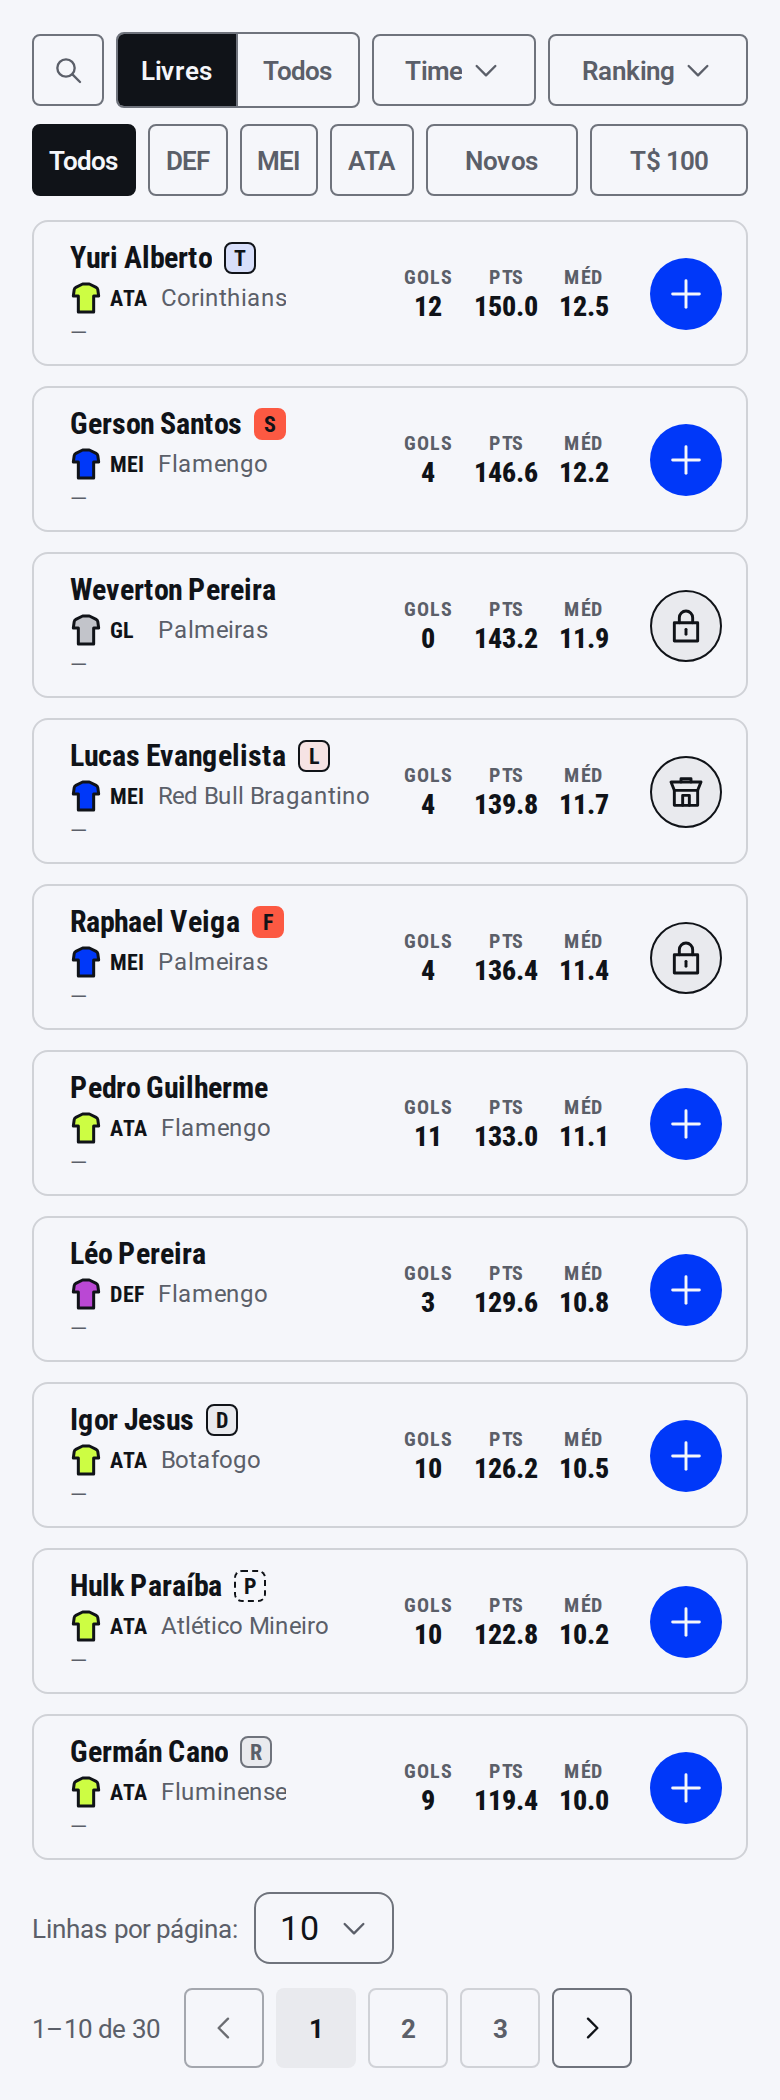 Livres Todos Time Ranking
Todos DEF MEI ATA Novos T$ 100
Yuri Alberto T
ATA Corinthians
—
GOLS PTS MÉD
12 150.0 12.5
Gerson Santos S
MEI Flamengo
—
GOLS PTS MÉD
4 146.6 12.2
Weverton Pereira
GL Palmeiras
—
GOLS PTS MÉD
0 143.2 11.9
Lucas Evangelista L
MEI Red Bull Bragantino
—
GOLS PTS MÉD
4 139.8 11.7
Raphael Veiga F
MEI Palmeiras
—
GOLS PTS MÉD
4 136.4 11.4
Pedro Guilherme
ATA Flamengo
—
GOLS PTS MÉD
11 133.0 11.1
Léo Pereira
DEF Flamengo
—
GOLS PTS MÉD
3 129.6 10.8
Igor Jesus D
ATA Botafogo
—
GOLS PTS MÉD
10 126.2 10.5
Hulk Paraíba P
ATA Atlético Mineiro
—
GOLS PTS MÉD
10 122.8 10.2
Germán Cano R
ATA Fluminense
—
GOLS PTS MÉD
9 119.4 10.0
Linhas por página: 10
1–10 de 30 1 2 3